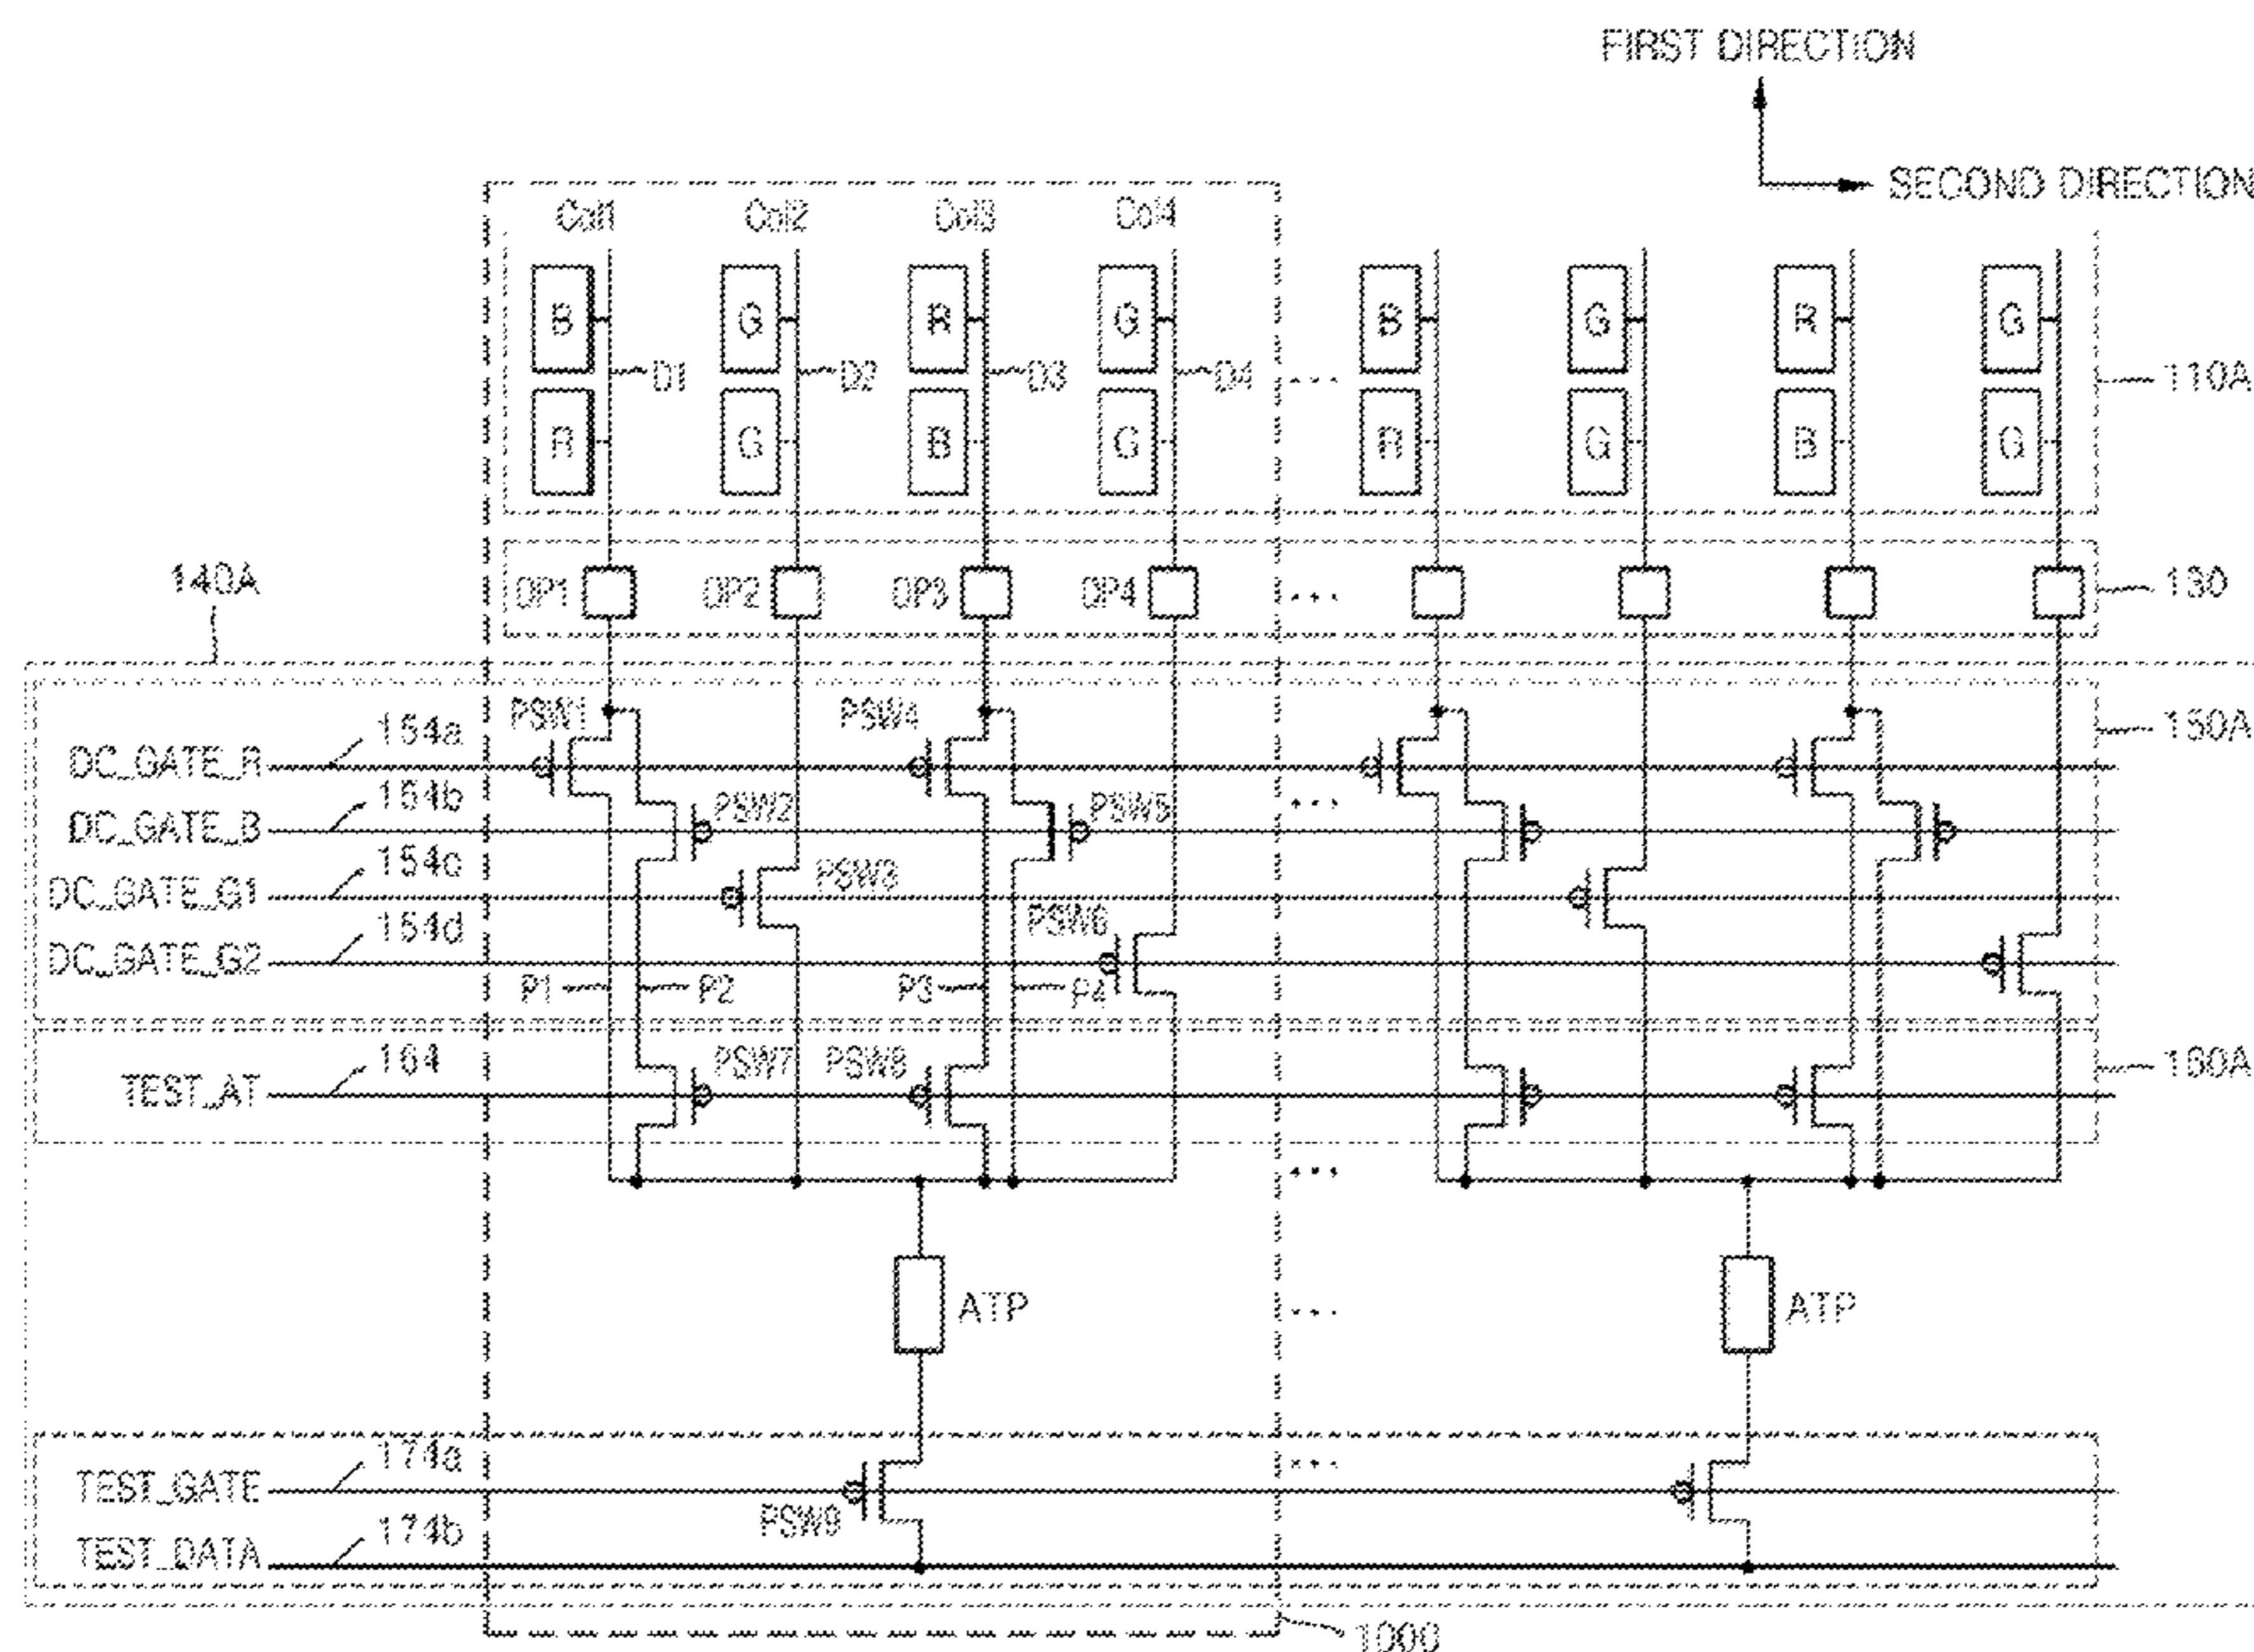 FIRST DIRECTION
SECOND DIRECTION
Col1 Col2 Col3 Col4
B G R G B G R G
D1 D2 D3 D4 ... 110A
R G B G R G B G
140A
DP1 DP2 DP3 DP4 ... 130
PSW1 PSW4 150A
DC_GATE_R 154a
DC_GATE_B 154b PSW2 PSW5 ...
DC_GATE_G1 154c PSW3
DC_GATE_G2 154d PSW6
P1 P2 P3 P4
TEST_AT 164 PSW7 PSW8 160A
...
ATP ... ATP
TEST_GATE 174a ...
PSW9
TEST_DATA 174b
1000